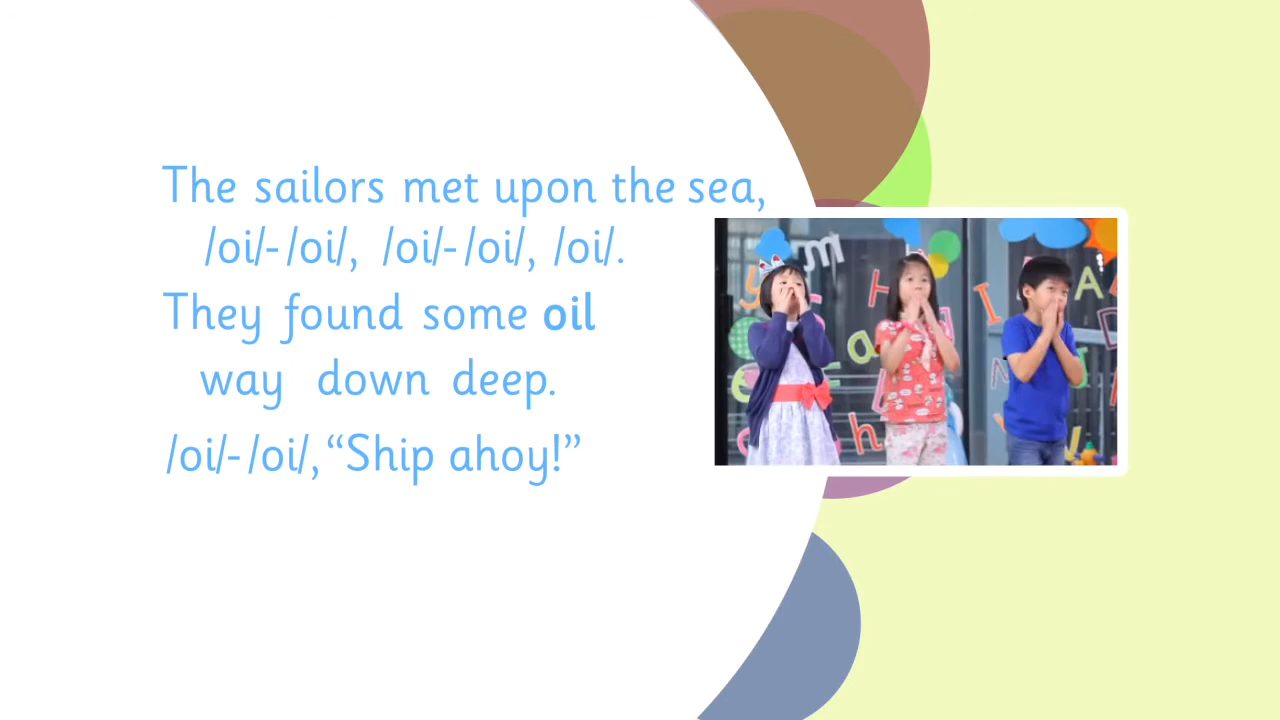 The sailors met upon the sea,
/oi/-/oi/, /oi/-/oi/, /oi/.
They found some oil
way down deep.
/oi/-/oi/, “Ship ahoy!”